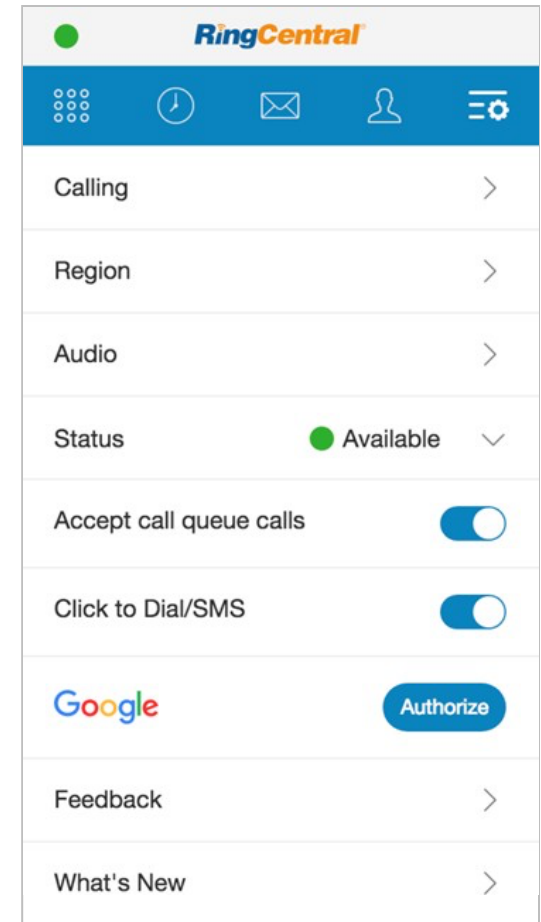 RingCentral®
Calling
Region
Audio
Status Available
Accept call queue calls
Click to Dial/SMS
Google Authorize
Feedback
What's New